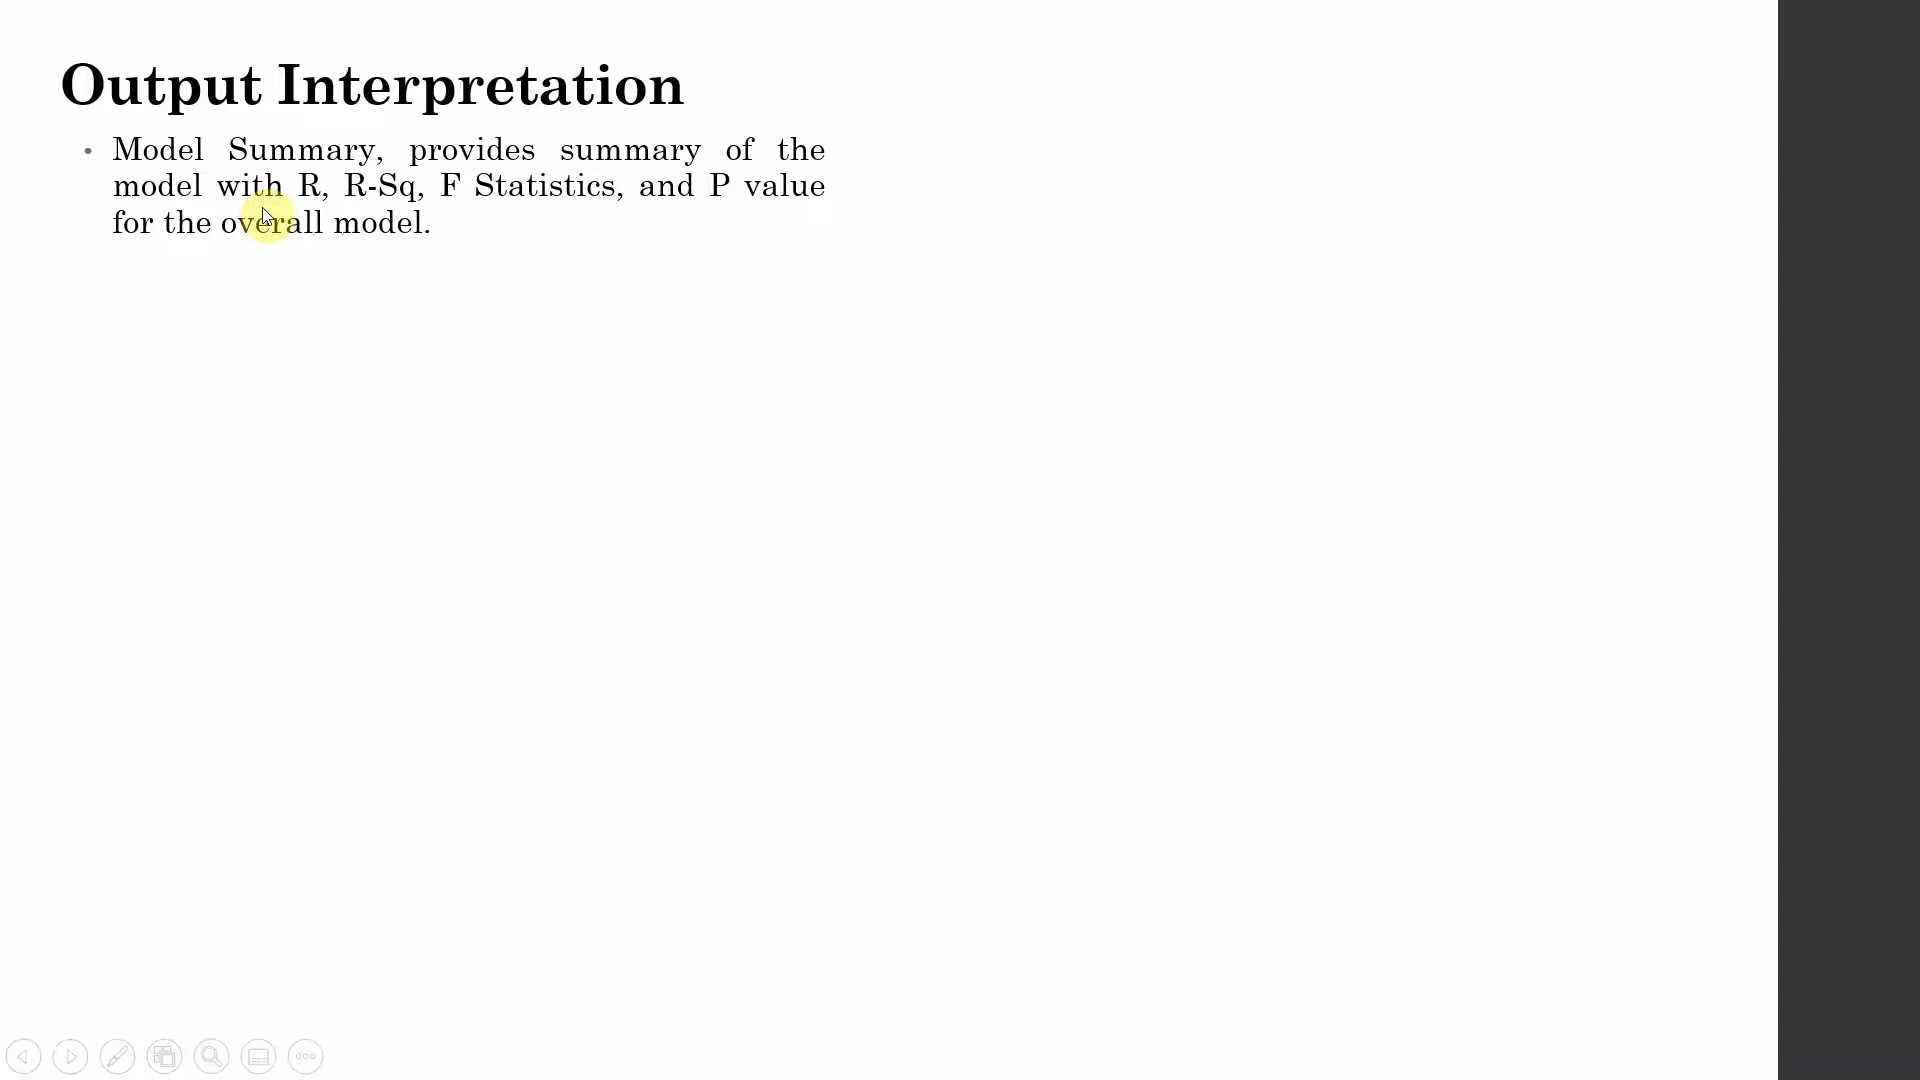 Output Interpretation
• Model Summary, provides summary of the
model with R, R-Sq, F Statistics, and P value
for the overall model.